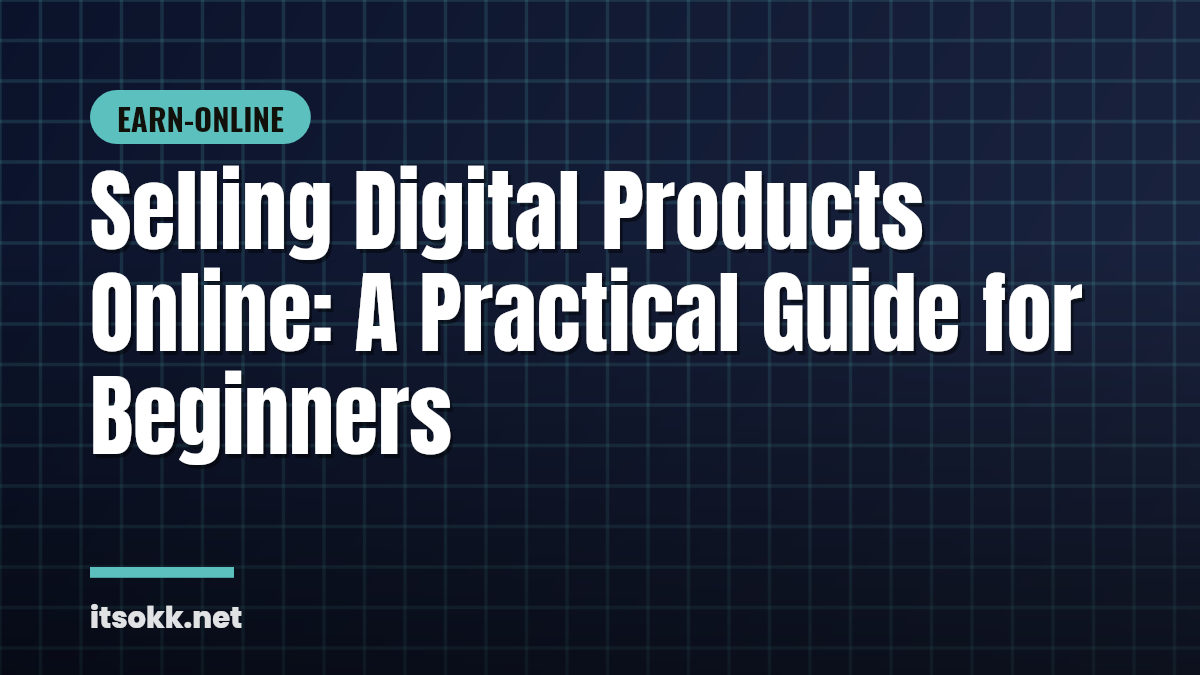 EARN-ONLINE
Selling Digital Products
Online: A Practical Guide for
Beginners
itsokk.net